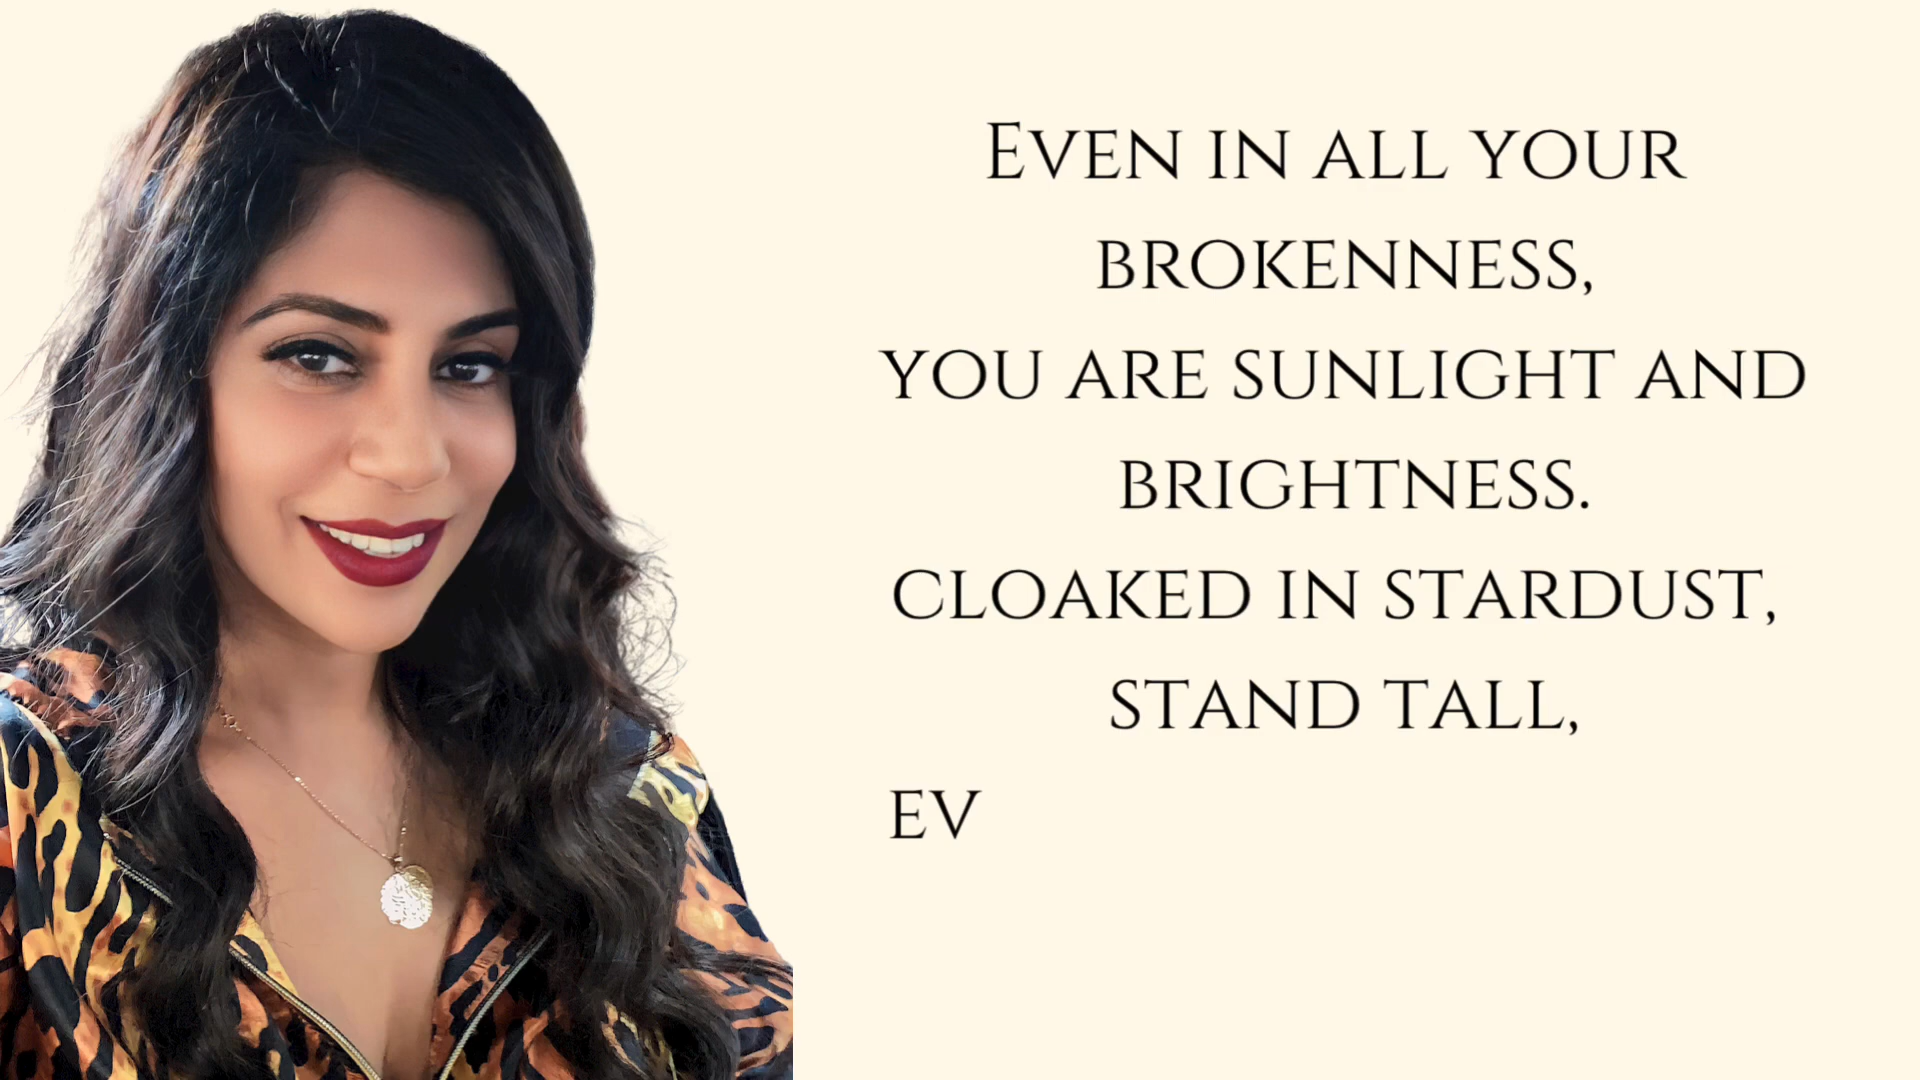 Even in all your
brokenness,
you are sunlight and
brightness.
cloaked in stardust,
stand tall,
ev